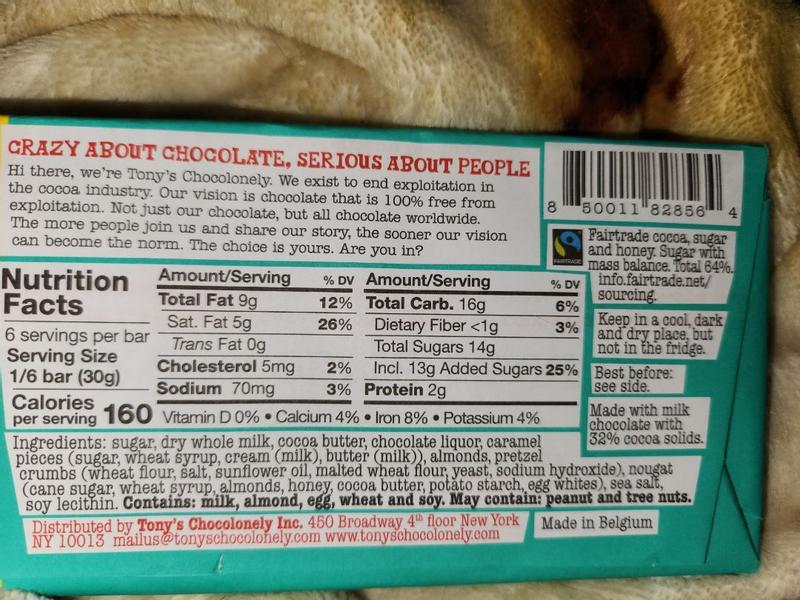 CRAZY ABOUT CHOCOLATE, SERIOUS ABOUT PEOPLE
Hi there, we're Tony's Chocolonely. We exist to end exploitation in
the cocoa industry. Our vision is chocolate that is 100% free from
exploitation. Not just our chocolate, but all chocolate worldwide.
The more people join us and share our story, the sooner our vision
can become the norm. The choice is yours. Are you in?
8 50011 82856 4
FAIRTRADE
Fairtrade cocoa, sugar
and honey. Sugar with
mass balance. Total 64%.
info.fairtrade.net/
sourcing.
Keep in a cool, dark
and dry place, but
not in the fridge.
Best before:
see side.
Made with milk
chocolate with
32% cocoa solids.
Nutrition
Facts
6 servings per bar
Serving Size
1/6 bar (30g)
Calories
per serving 160
Amount/Serving % DV
Total Fat 9g 12%
Sat. Fat 5g 26%
Trans Fat 0g
Cholesterol 5mg 2%
Sodium 70mg 3%
Amount/Serving % DV
Total Carb. 16g 6%
Dietary Fiber <1g 3%
Total Sugars 14g
Incl. 13g Added Sugars 25%
Protein 2g
Vitamin D 0% • Calcium 4% • Iron 8% • Potassium 4%
Ingredients: sugar, dry whole milk, cocoa butter, chocolate liquor, caramel
pieces (sugar, wheat syrup, cream (milk), butter (milk)), almonds, pretzel
crumbs (wheat flour, salt, sunflower oil, malted wheat flour, yeast, sodium hydroxide), nougat
(cane sugar, wheat syrup, almonds, honey, cocoa butter, potato starch, egg whites), sea salt,
soy lecithin. Contains: milk, almond, egg, wheat and soy. May contain: peanut and tree nuts.
Distributed by Tony's Chocolonely Inc. 450 Broadway 4th floor New York
NY 10013 mailus@tonyschocolonely.com www.tonyschocolonely.com
Made in Belgium